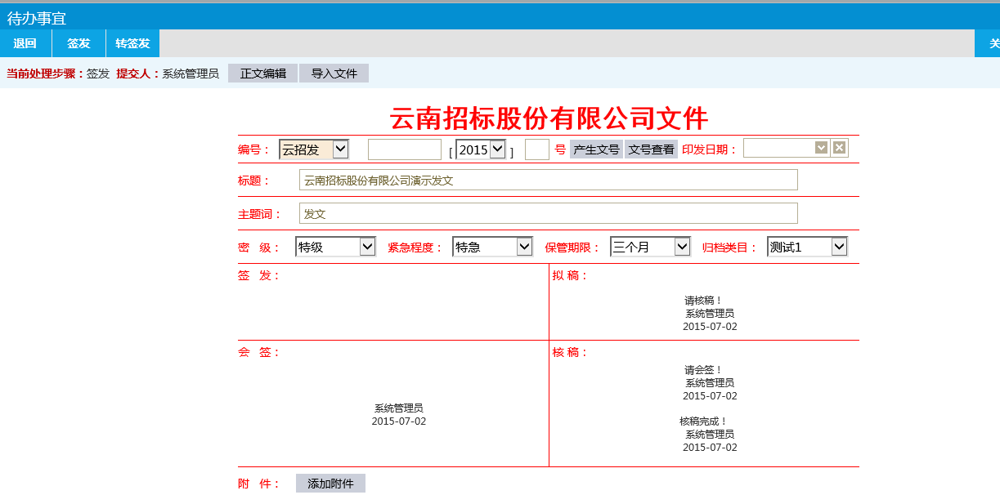 待办事宜
退回 签发 转签发 关
当前处理步骤：签发 提交人：系统管理员 正文编辑 导入文件
云南招标股份有限公司文件
编号： 云招发 [ 2015 ] 号 产生文号 文号查看 印发日期：
标题： 云南招标股份有限公司演示发文
主题词： 发文
密 级： 特级 紧急程度： 特急 保管期限： 三个月 归档类目： 测试1
签 发： 拟 稿：
请核稿！
系统管理员
2015-07-02
会 签： 核 稿：
请会签！
系统管理员
2015-07-02
系统管理员
2015-07-02
核稿完成！
系统管理员
2015-07-02
附 件： 添加附件